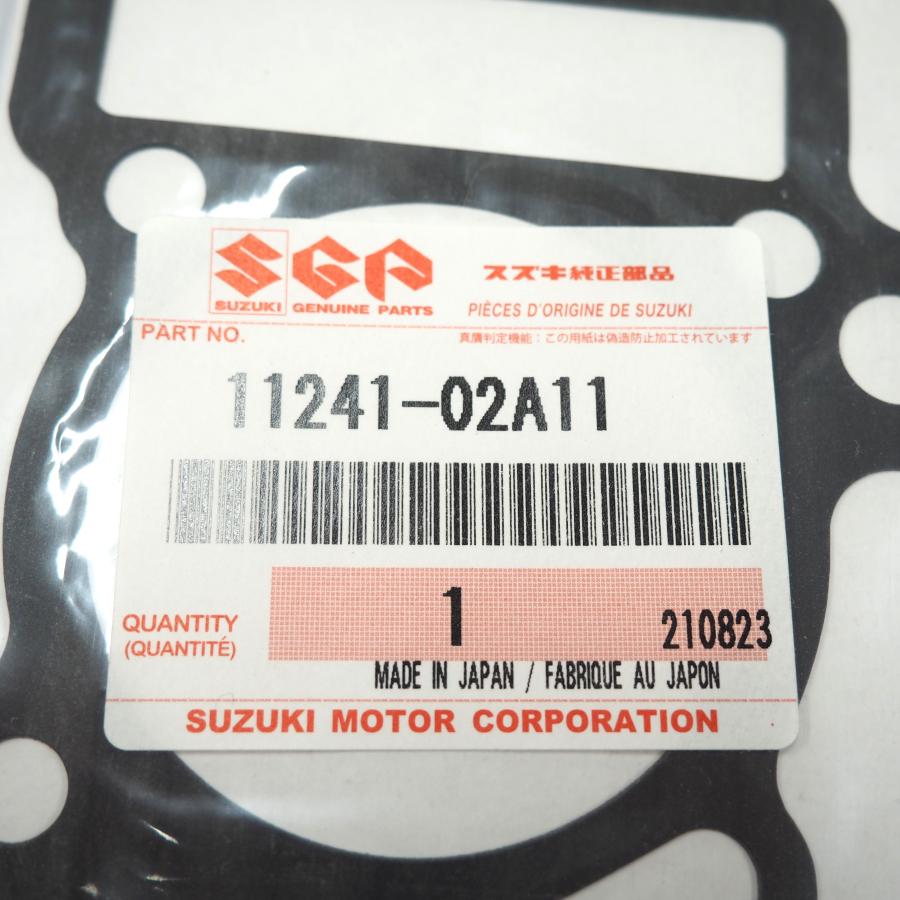 SGP
スズキ純正部品
SUZUKI GENUINE PARTS
PIÈCES D'ORIGINE DE SUZUKI
PART NO.
真贋判定機能：この用紙は偽造防止加工されています
11241-02A11
QUANTITY
(QUANTITÉ)
1
210823
MADE IN JAPAN / FABRIQUE AU JAPON
SUZUKI MOTOR CORPORATION